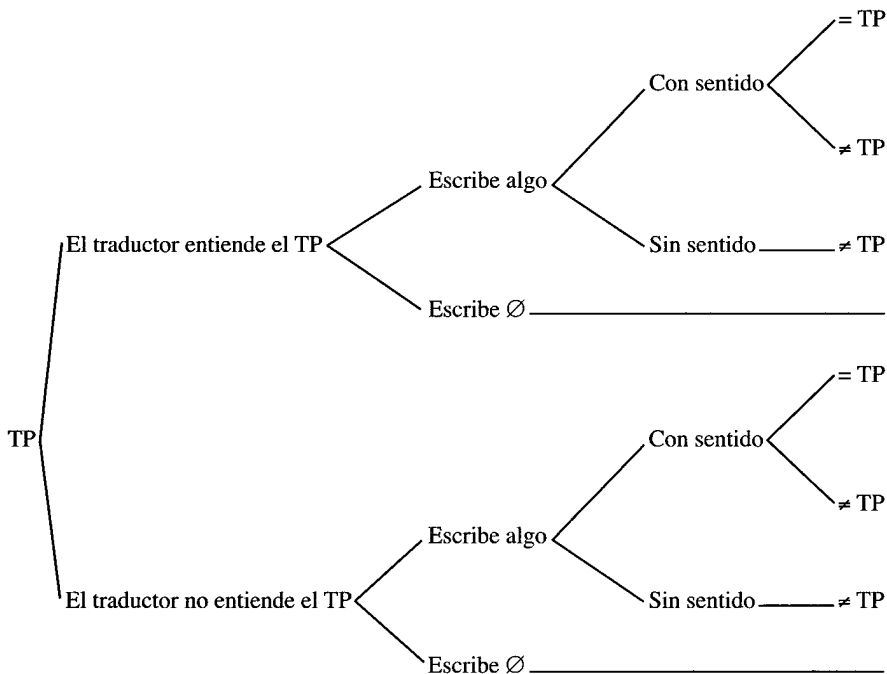 = TP
Con sentido
≠ TP
Escribe algo
El traductor entiende el TP
Sin sentido ≠ TP
Escribe ∅
= TP
TP
Con sentido
≠ TP
Escribe algo
El traductor no entiende el TP
Sin sentido ≠ TP
Escribe ∅